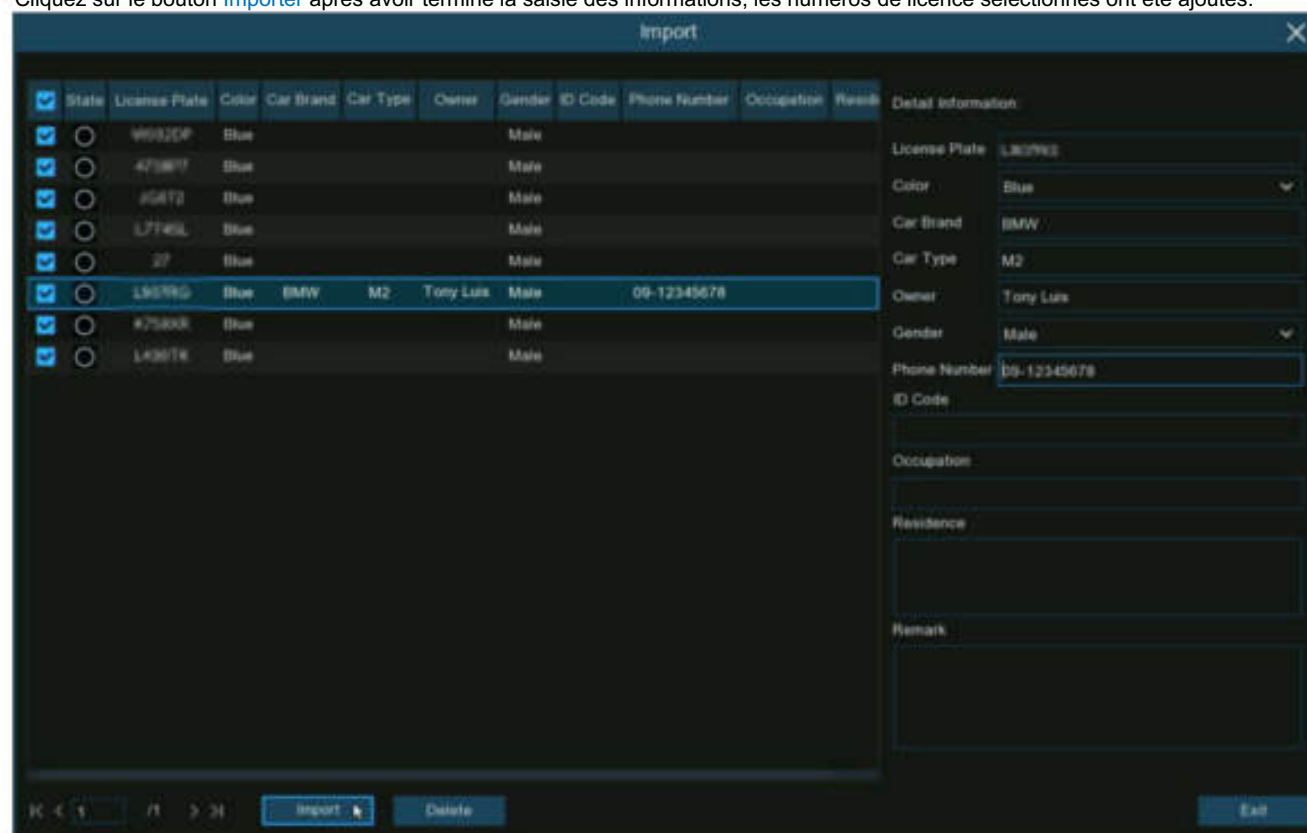 Cliquez sur le bouton Importer après avoir terminé la saisie des informations, les numéros de licence sélectionnés ont été ajoutés.
Import
State License Plate Color Car Brand Car Type Owner Gender ID Code Phone Number Occupation Resid
Blue Male
Blue Male
Blue Male
Blue Male
27 Blue Male
Blue BMW M2 Tony Luis Male 09-12345678
Blue Male
Blue Male
Detail Information
License Plate
Color Blue
Car Brand BMW
Car Type M2
Owner Tony Luis
Gender Male
Phone Number 09-12345678
ID Code
Occupation
Residence
Remark
1 /1 Import Delete Exit